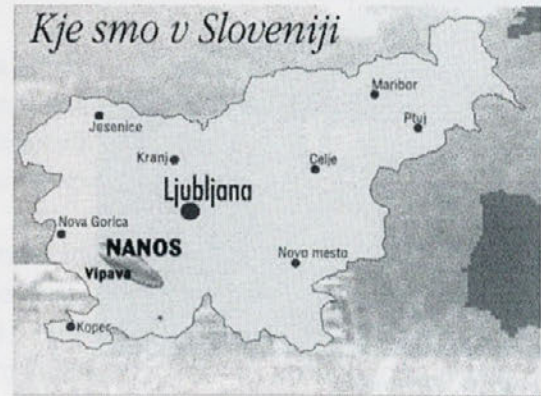 Kje smo v Sloveniji
Maribor
Jesenice
Ptuj
Kranj
Celje
Ljubljana
Nova Gorica
NANOS
Novo mesto
Vipava
Koper